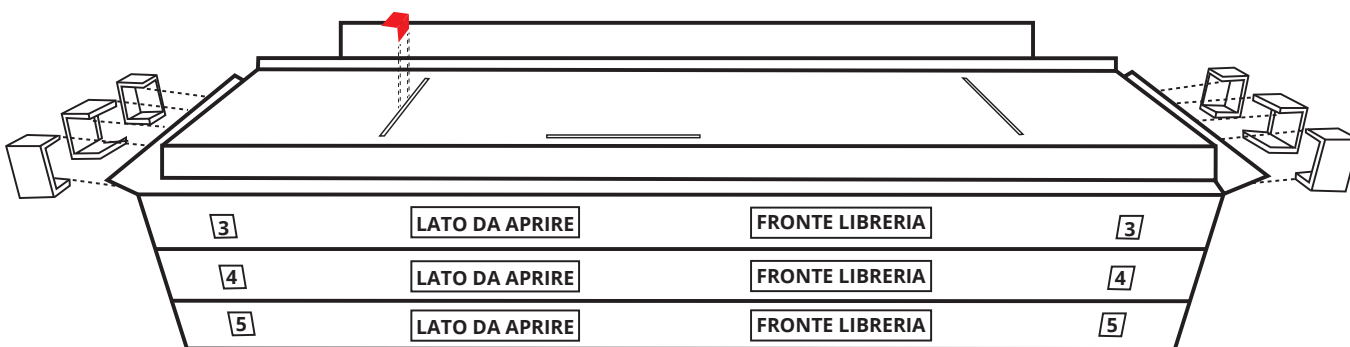 3 LATO DA APRIRE FRONTE LIBRERIA 3
4 LATO DA APRIRE FRONTE LIBRERIA 4
5 LATO DA APRIRE FRONTE LIBRERIA 5